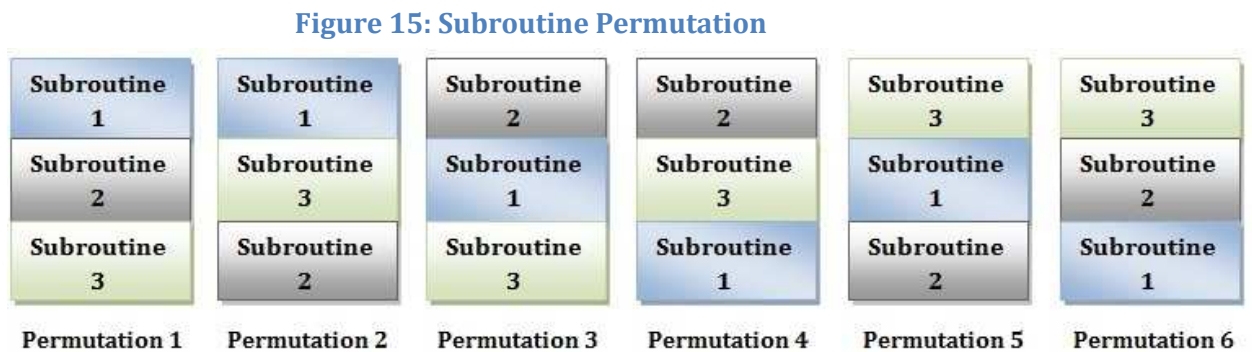 Figure 15: Subroutine Permutation
Subroutine Subroutine Subroutine Subroutine Subroutine Subroutine
1 1 2 2 3 3
Subroutine Subroutine Subroutine Subroutine Subroutine Subroutine
2 3 1 3 1 2
Subroutine Subroutine Subroutine Subroutine Subroutine Subroutine
3 2 3 1 2 1
Permutation 1 Permutation 2 Permutation 3 Permutation 4 Permutation 5 Permutation 6